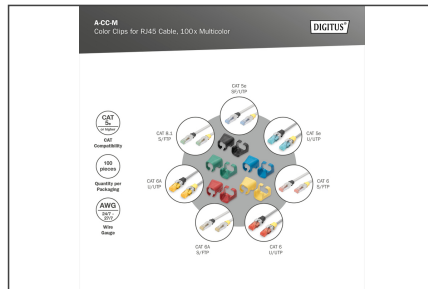 A-CC-M
Color Clips for RJ45 Cable, 100x Multicolor
DIGITUS®
CAT
5e
or higher
CAT
Compatibility
100
pieces
Quantity per
Packaging
AWG
24/7 -
27/7
Wire
Gauge
CAT 5e
SF/UTP
CAT 8.1
S/FTP
CAT 5e
U/UTP
CAT 6A
U/UTP
CAT 6
S/FTP
CAT 6A
S/FTP
CAT 6
U/UTP